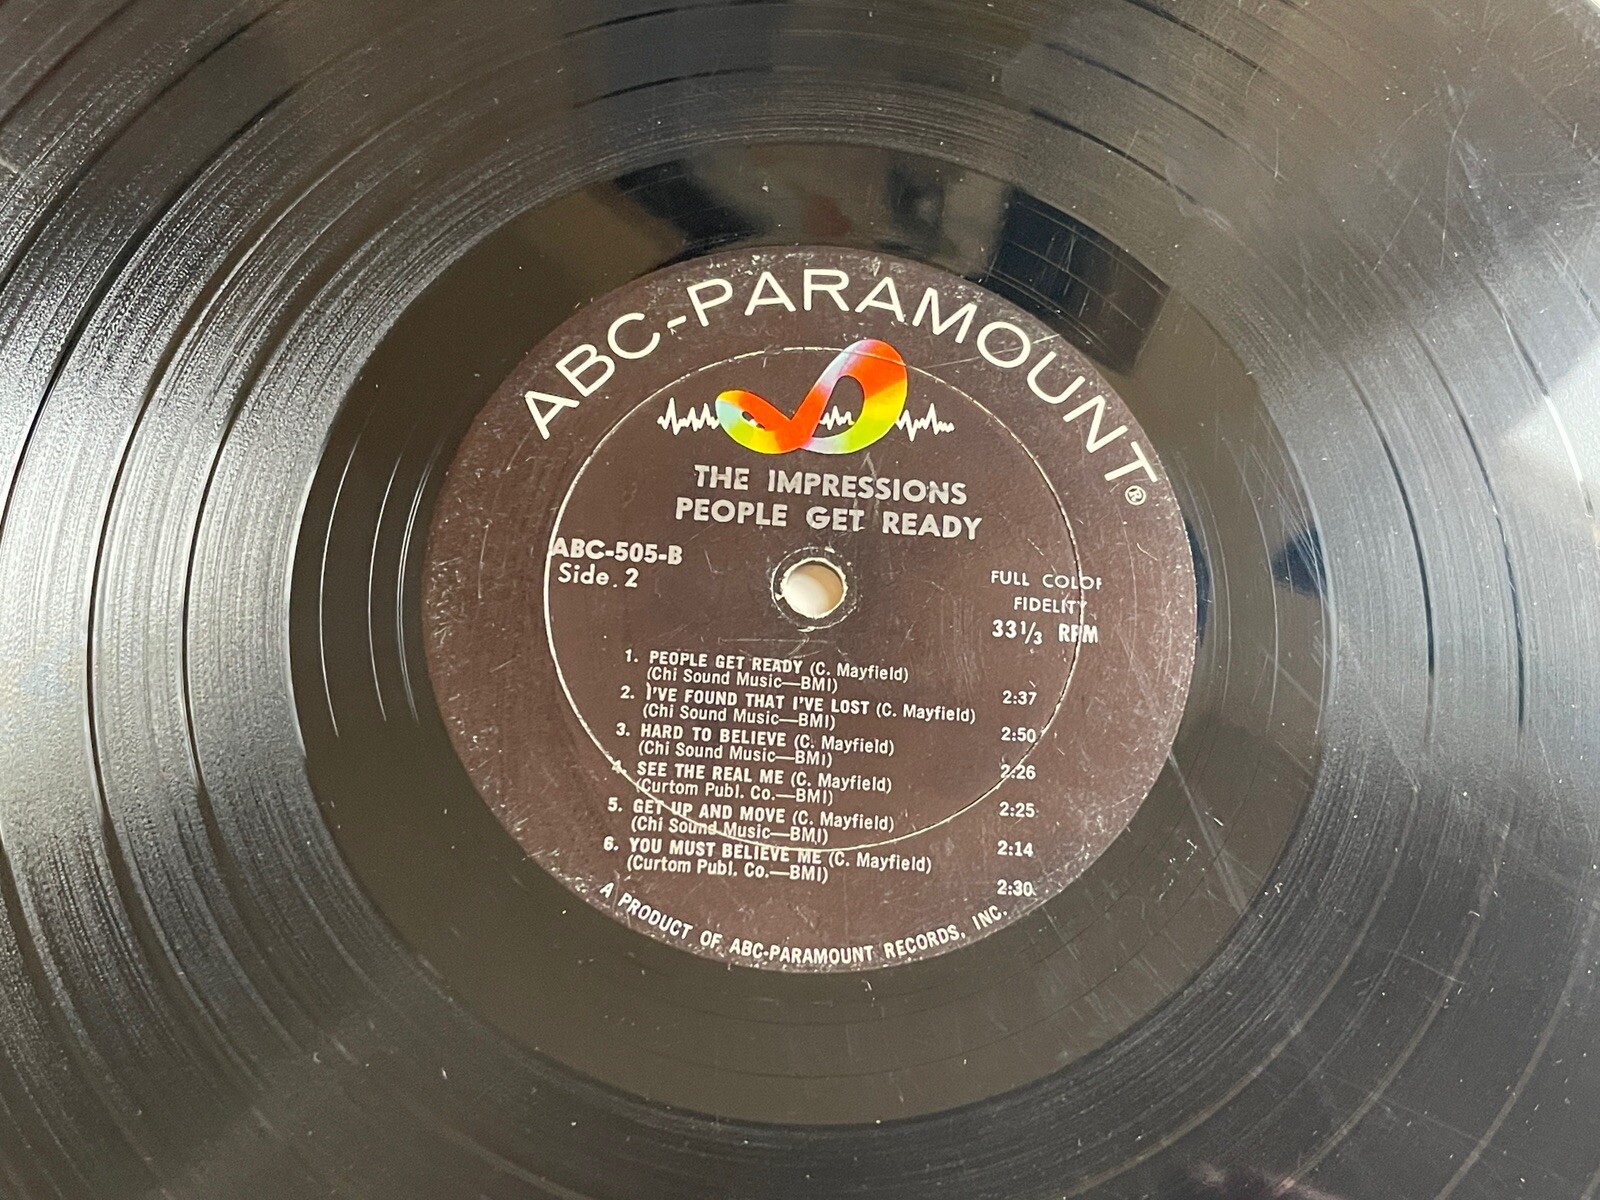 ABC-PARAMOUNT®
THE IMPRESSIONS
PEOPLE GET READY
ABC-505-B
Side. 2
FULL COLOR
FIDELITY
33 1/3 RPM
1. PEOPLE GET READY (C. Mayfield)
(Chi Sound Music—BMI) 2:37
2. I'VE FOUND THAT I'VE LOST (C. Mayfield)
(Chi Sound Music—BMI) 2:50
3. HARD TO BELIEVE (C. Mayfield)
(Chi Sound Music—BMI) 2:26
4. SEE THE REAL ME (C. Mayfield)
(Curtom Publ. Co.—BMI) 2:25
5. GET UP AND MOVE (C. Mayfield)
(Chi Sound Music—BMI) 2:14
6. YOU MUST BELIEVE ME (C. Mayfield)
(Curtom Publ. Co.—BMI) 2:30
A PRODUCT OF ABC-PARAMOUNT RECORDS, INC.